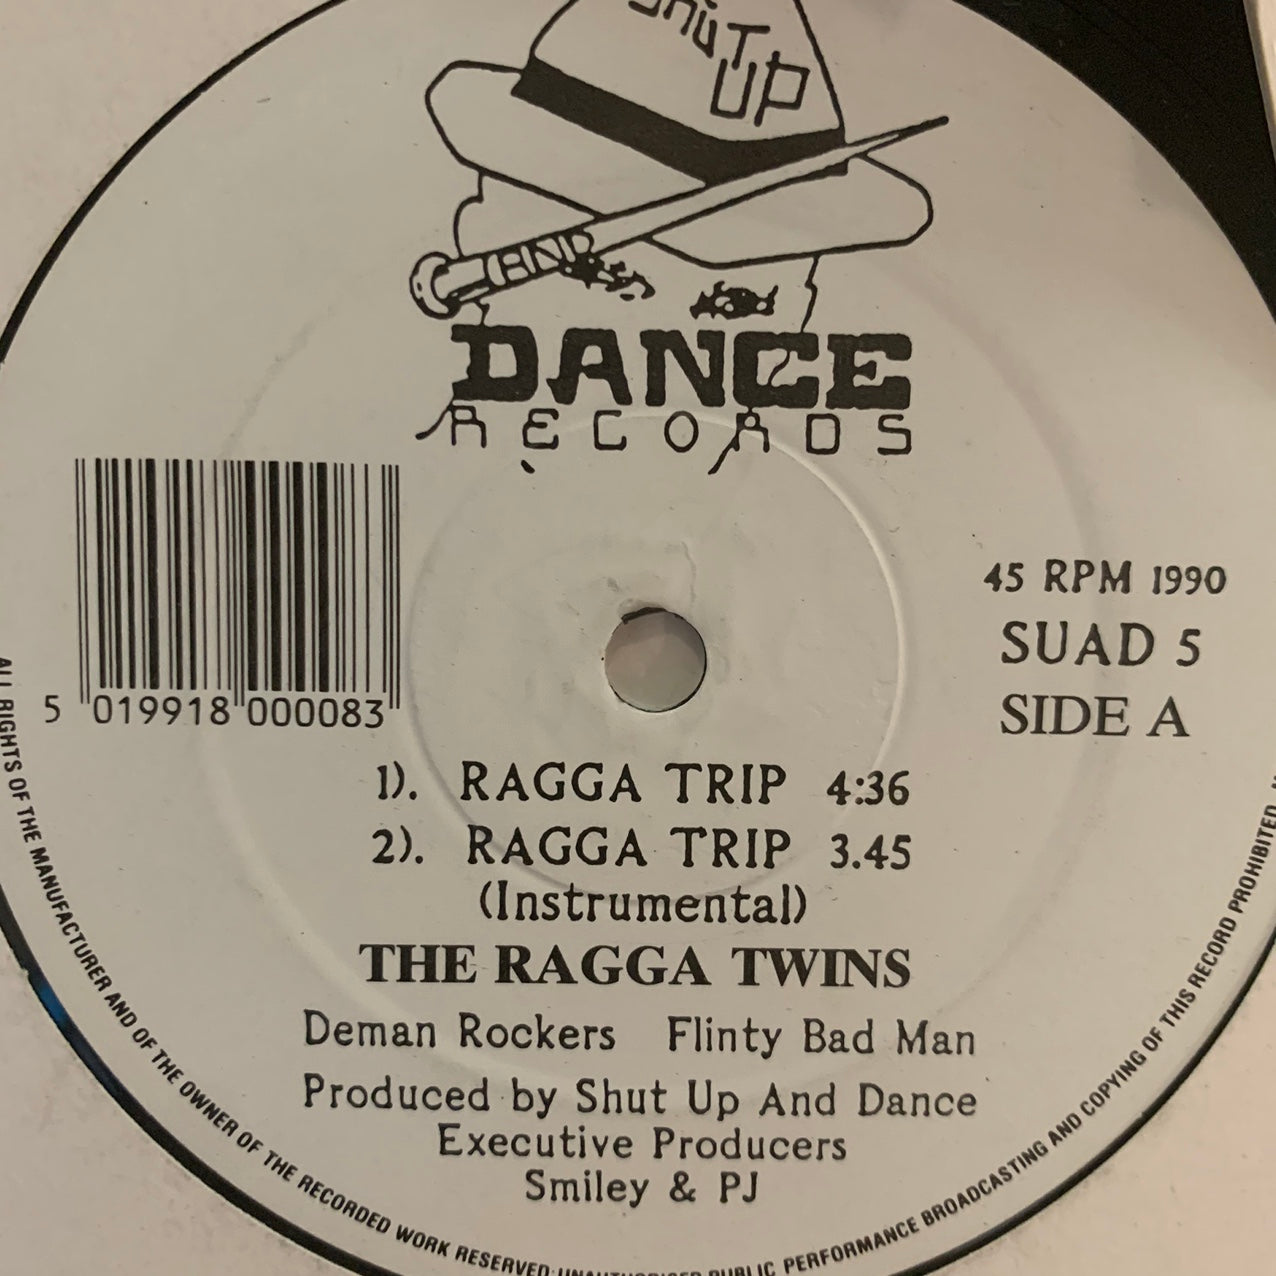 SHUT
UP
AND
DANCE
RECORDS
5 019918 000083
45 RPM 1990
SUAD 5
SIDE A
1). RAGGA TRIP 4:36
2). RAGGA TRIP 3.45
(Instrumental)
THE RAGGA TWINS
Deman Rockers Flinty Bad Man
Produced by Shut Up And Dance
Executive Producers
Smiley & PJ
ALL RIGHTS OF THE MANUFACTURER AND OF THE OWNER OF THE RECORDED WORK RESERVED. UNAUTHORISED PUBLIC PERFORMANCE BROADCASTING AND COPYING OF THIS RECORD PROHIBITED.